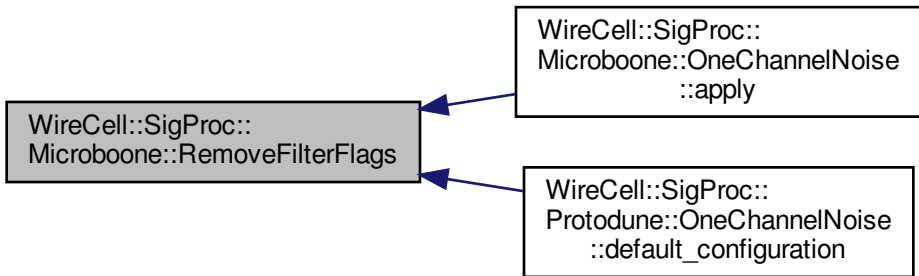 WireCell::SigProc::
Microboone::RemoveFilterFlags
WireCell::SigProc::
Microboone::OneChannelNoise
::apply
WireCell::SigProc::
Protodune::OneChannelNoise
::default_configuration